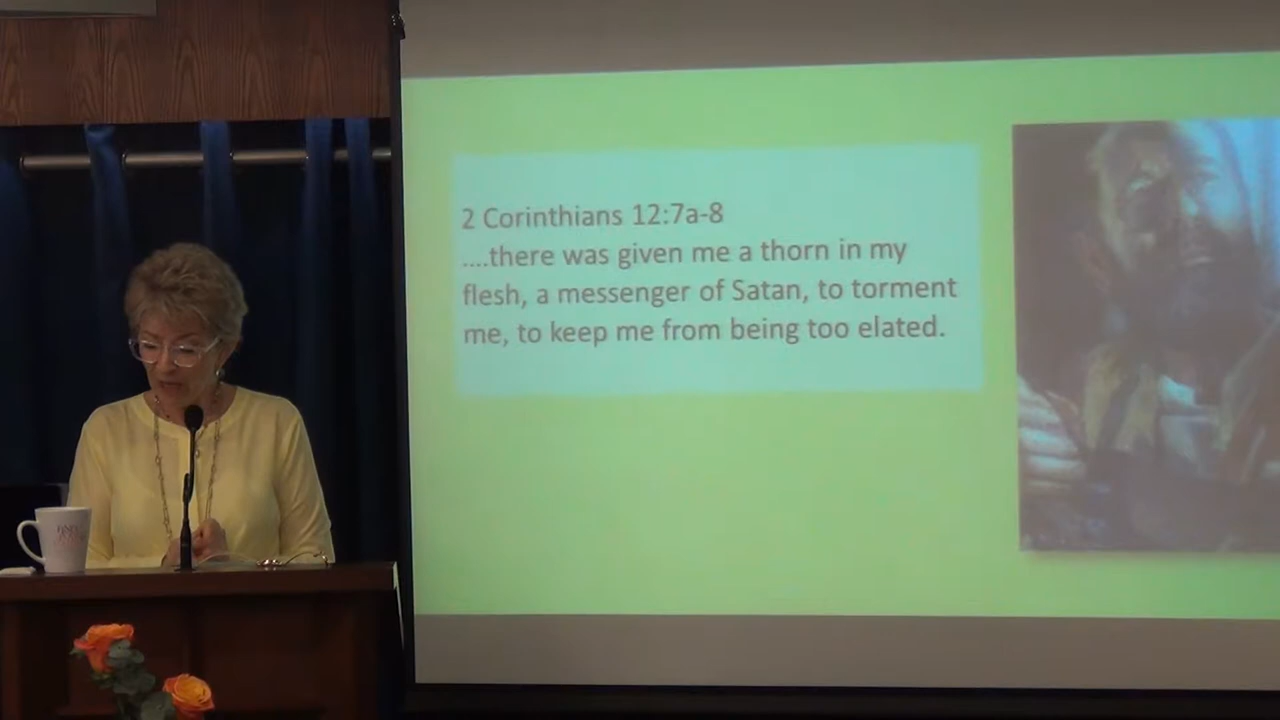 2 Corinthians 12:7a-8
....there was given me a thorn in my
flesh, a messenger of Satan, to torment
me, to keep me from being too elated.